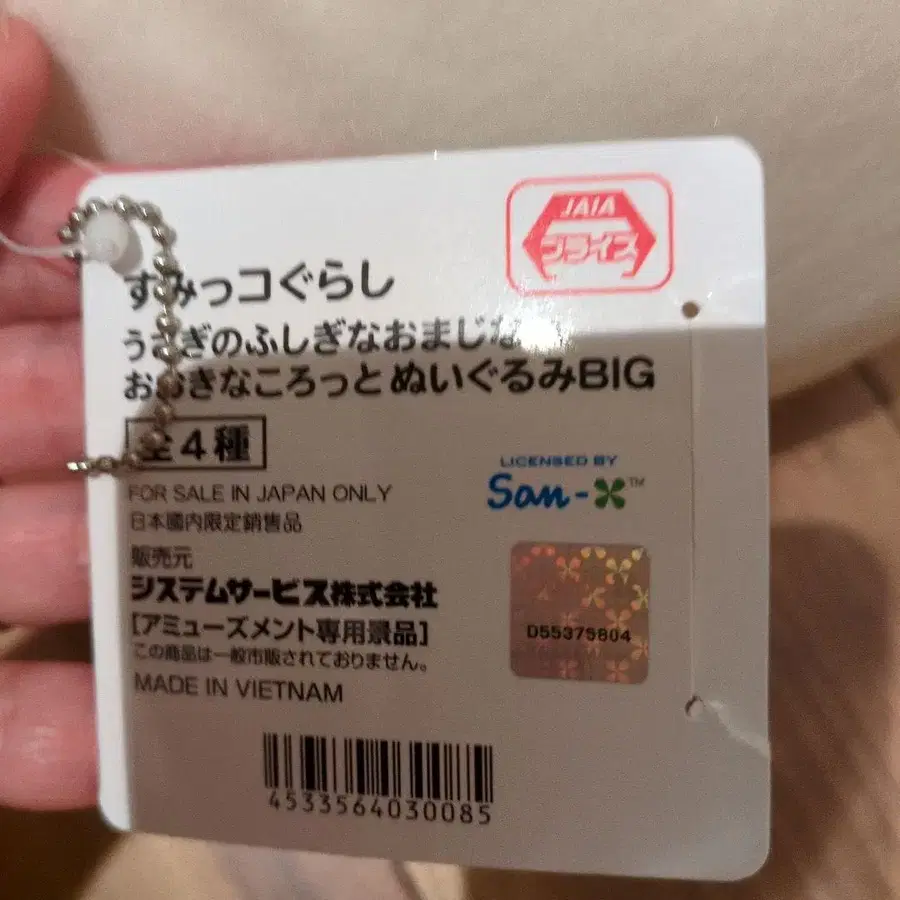 JAIA
プライズ
すみっコぐらし
うさぎのふしぎなおまじな
おおきなころっとぬいぐるみBIG
全4種
FOR SALE IN JAPAN ONLY
日本國内限定銷售品
LICENSED BY
San-X™
販売元
システムサービス株式会社
[アミューズメント専用景品]
この商品は一般市販されておりません。
MADE IN VIETNAM
D55375804
4533564030085